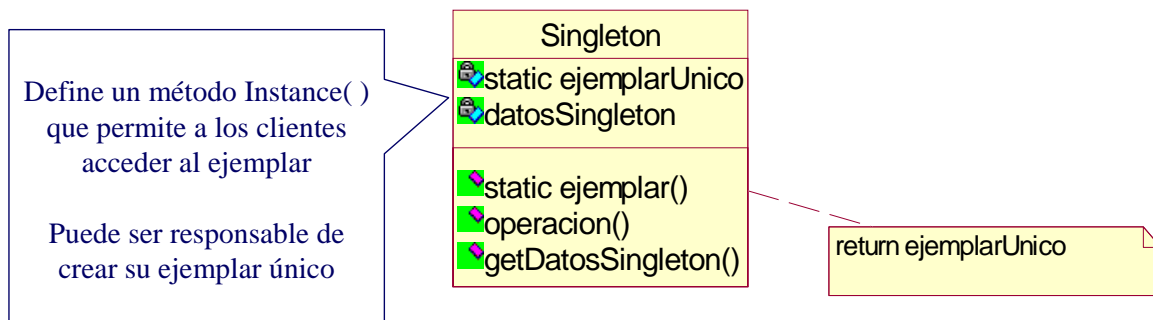 Define un método Instance( )
que permite a los clientes
acceder al ejemplar
Puede ser responsable de
crear su ejemplar único
Singleton
static ejemplarUnico
datosSingleton
static ejemplar()
operacion()
getDatosSingleton()
return ejemplarUnico